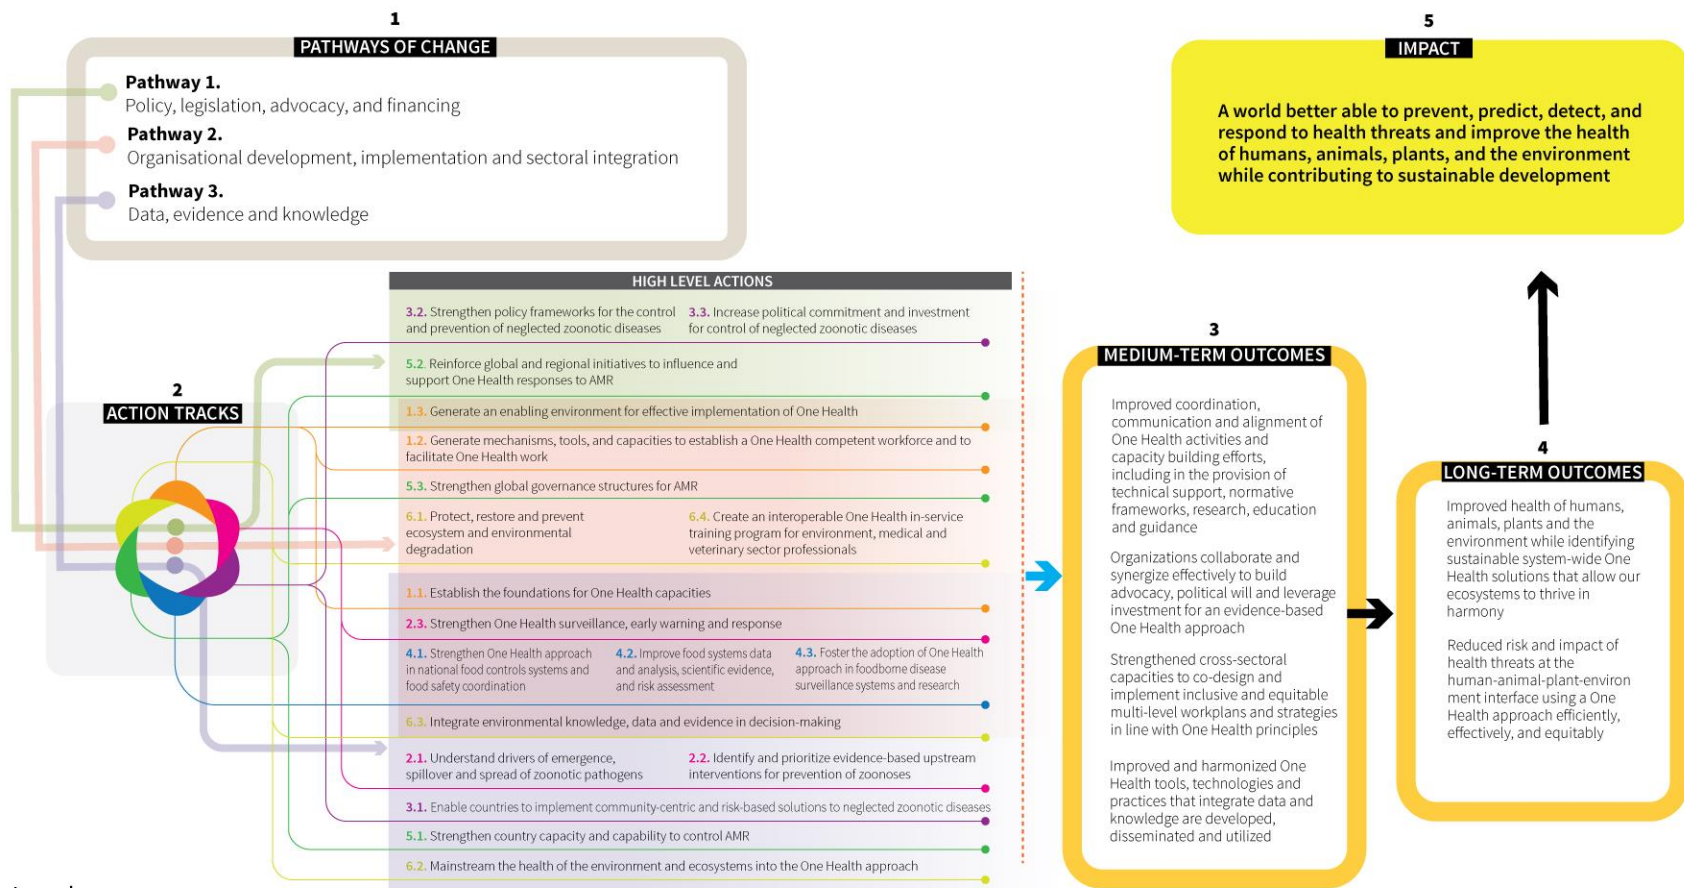 1
PATHWAYS OF CHANGE
Pathway 1.
Policy, legislation, advocacy, and financing
Pathway 2.
Organisational development, implementation and sectoral integration
Pathway 3.
Data, evidence and knowledge
5
IMPACT
A world better able to prevent, predict, detect, and
respond to health threats and improve the health
of humans, animals, plants, and the environment
while contributing to sustainable development
2
ACTION TRACKS
HIGH LEVEL ACTIONS
3.2. Strengthen policy frameworks for the control
and prevention of neglected zoonotic diseases
3.3. Increase political commitment and investment
for control of neglected zoonotic diseases
5.2. Reinforce global and regional initiatives to influence and
support One Health responses to AMR
1.3. Generate an enabling environment for effective implementation of One Health
1.2. Generate mechanisms, tools, and capacities to establish a One Health competent workforce and to
facilitate One Health work
5.3. Strengthen global governance structures for AMR
6.1. Protect, restore and prevent
ecosystem and environmental
degradation
6.4. Create an interoperable One Health in-service
training program for environment, medical and
veterinary sector professionals
1.1. Establish the foundations for One Health capacities
2.3. Strengthen One Health surveillance, early warning and response
4.1. Strengthen One Health approach
in national food controls systems and
food safety coordination
4.2. Improve food systems data
and analysis, scientific evidence,
and risk assessment
4.3. Foster the adoption of One Health
approach in foodborne disease
surveillance systems and research
6.3. Integrate environmental knowledge, data and evidence in decision-making
2.1. Understand drivers of emergence,
spillover and spread of zoonotic pathogens
2.2. Identify and prioritize evidence-based upstream
interventions for prevention of zoonoses
3.1. Enable countries to implement community-centric and risk-based solutions to neglected zoonotic diseases
5.1. Strengthen country capacity and capability to control AMR
6.2. Mainstream the health of the environment and ecosystems into the One Health approach
3
MEDIUM-TERM OUTCOMES
Improved coordination,
communication and alignment of
One Health activities and
capacity building efforts,
including in the provision of
technical support, normative
frameworks, research, education
and guidance
Organizations collaborate and
synergize effectively to build
advocacy, political will and leverage
investment for an evidence-based
One Health approach
Strengthened cross-sectoral
capacities to co-design and
implement inclusive and equitable
multi-level workplans and strategies
in line with One Health principles
Improved and harmonized One
Health tools, technologies and
practices that integrate data and
knowledge are developed,
disseminated and utilized
4
LONG-TERM OUTCOMES
Improved health of humans,
animals, plants and the
environment while identifying
sustainable system-wide One
Health solutions that allow our
ecosystems to thrive in
harmony
Reduced risk and impact of
health threats at the
human-animal-plant-environ
ment interface using a One
Health approach efficiently,
effectively, and equitably